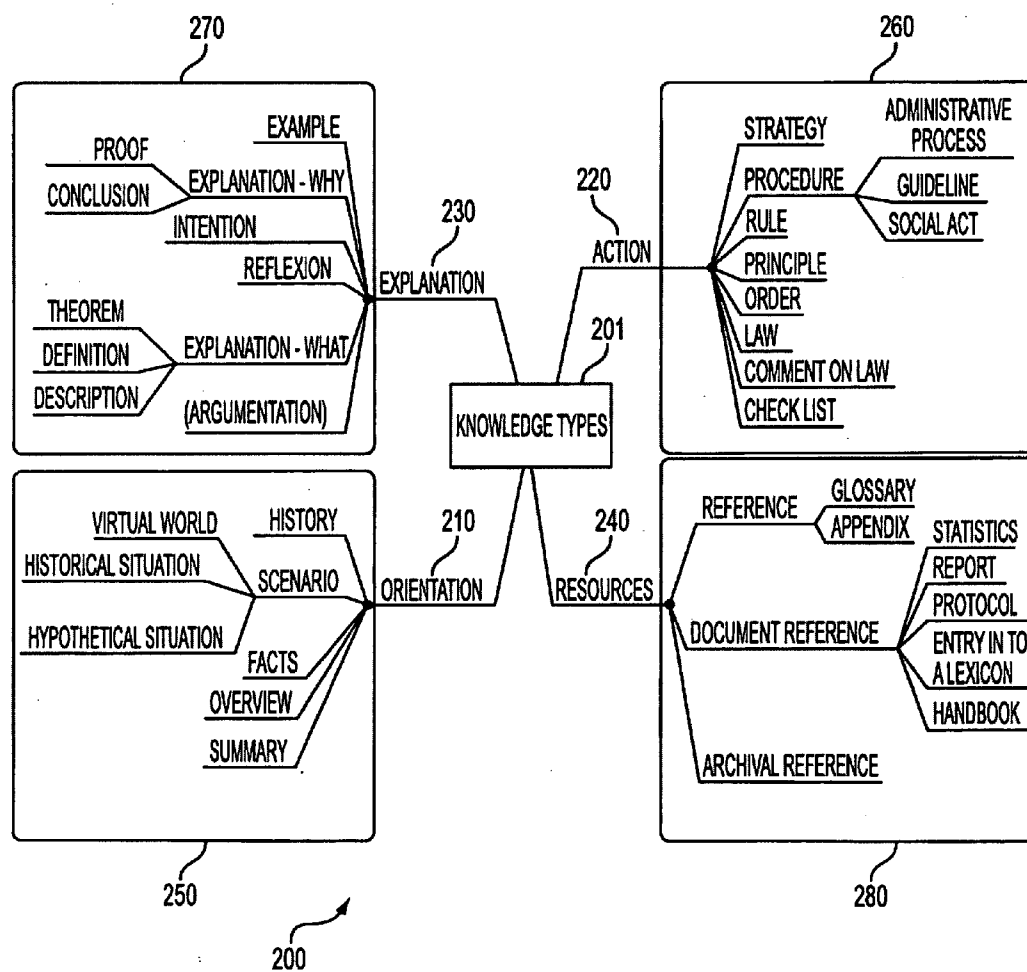 270
260
EXAMPLE
PROOF
EXPLANATION - WHY
CONCLUSION
INTENTION
REFLEXION
THEOREM
EXPLANATION - WHAT
DEFINITION
DESCRIPTION
(ARGUMENTATION)
230
EXPLANATION
220
ACTION
STRATEGY
ADMINISTRATIVE
PROCESS
PROCEDURE
GUIDELINE
SOCIAL ACT
RULE
PRINCIPLE
ORDER
LAW
COMMENT ON LAW
CHECK LIST
201
KNOWLEDGE TYPES
HISTORY
VIRTUAL WORLD
HISTORICAL SITUATION
SCENARIO
HYPOTHETICAL SITUATION
FACTS
OVERVIEW
SUMMARY
210
ORIENTATION
240
RESOURCES
REFERENCE
GLOSSARY
APPENDIX
STATISTICS
REPORT
PROTOCOL
DOCUMENT REFERENCE
ENTRY IN TO
A LEXICON
HANDBOOK
ARCHIVAL REFERENCE
250
280
200